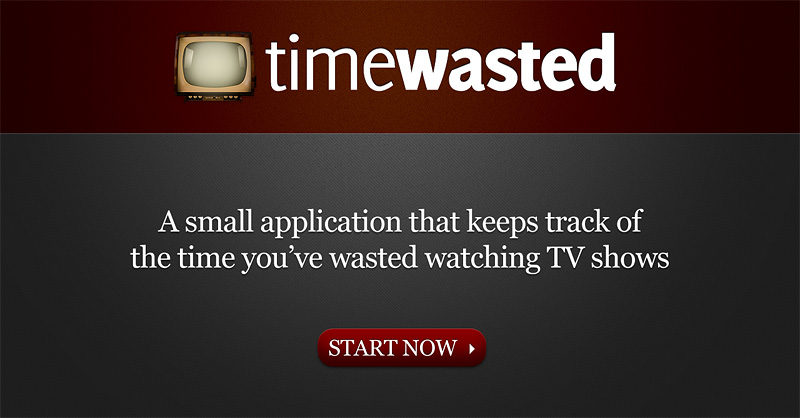 timewasted
A small application that keeps track of
the time you’ve wasted watching TV shows
START NOW